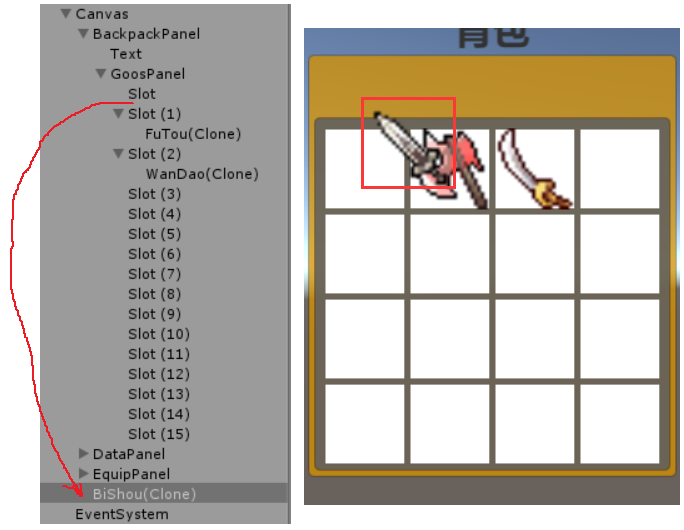 Canvas
BackpackPanel
Text
GoosPanel
Slot
Slot (1)
FuTou(Clone)
Slot (2)
WanDao(Clone)
Slot (3)
Slot (4)
Slot (5)
Slot (6)
Slot (7)
Slot (8)
Slot (9)
Slot (10)
Slot (11)
Slot (12)
Slot (13)
Slot (14)
Slot (15)
DataPanel
EquipPanel
BiShou(Clone)
EventSystem
背包